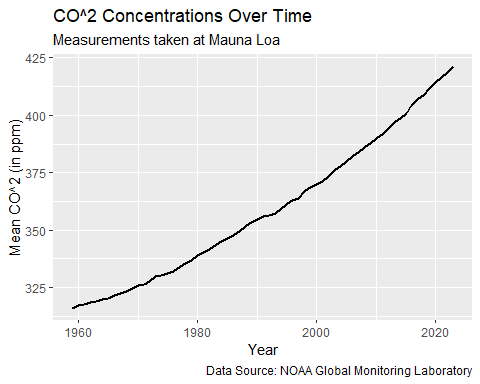 CO^2 Concentrations Over Time
Measurements taken at Mauna Loa
425
400
375
350
325
Mean CO^2 (in ppm)
1960
1980
2000
2020
Year
Data Source: NOAA Global Monitoring Laboratory